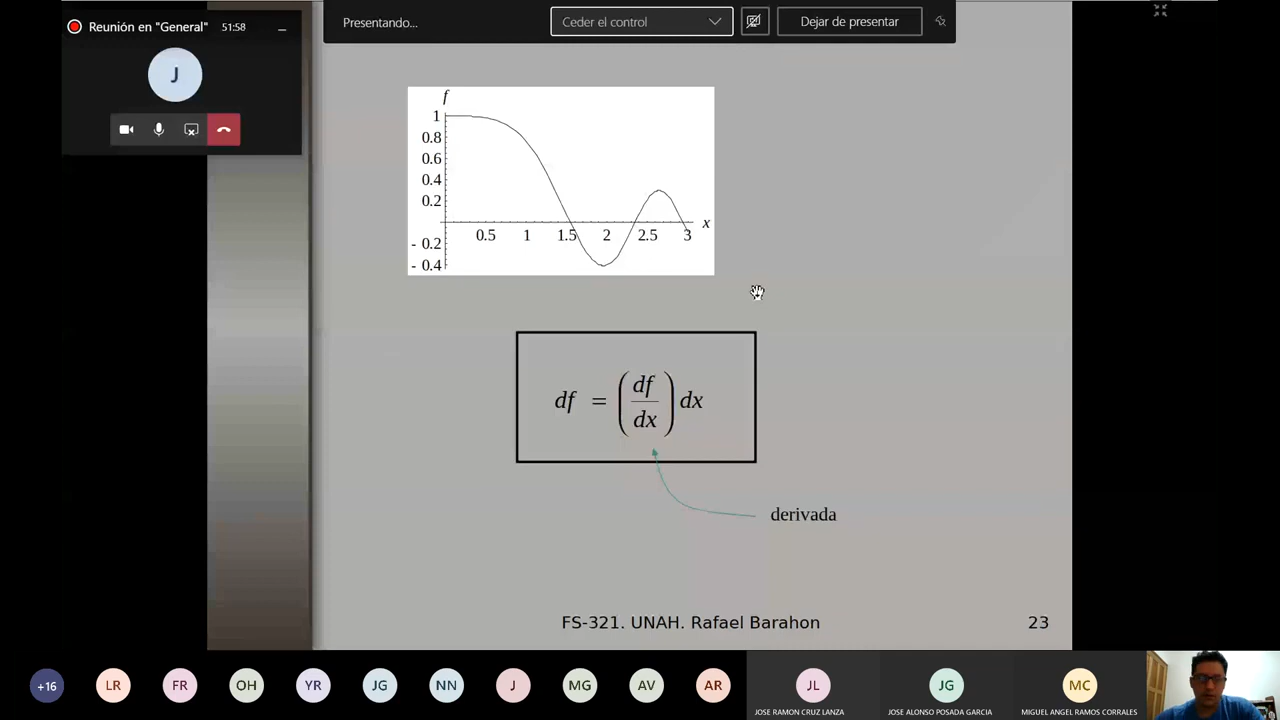 Reunión en "General" 51:58
J
Presentando...
Ceder el control
Dejar de presentar
f
1
0.8
0.6
0.4
0.2
- 0.2
- 0.4
0.5 1 1.5 2 2.5 3
x
df = (df/dx) dx
derivada
FS-321. UNAH. Rafael Barahon 23
+16 LR FR OH YR JG NN J MG AV AR JL JG MC
JOSE RAMON CRUZ LANZA JOSE ALONSO POSADA GARCIA MIGUEL ANGEL RAMOS CORRALES